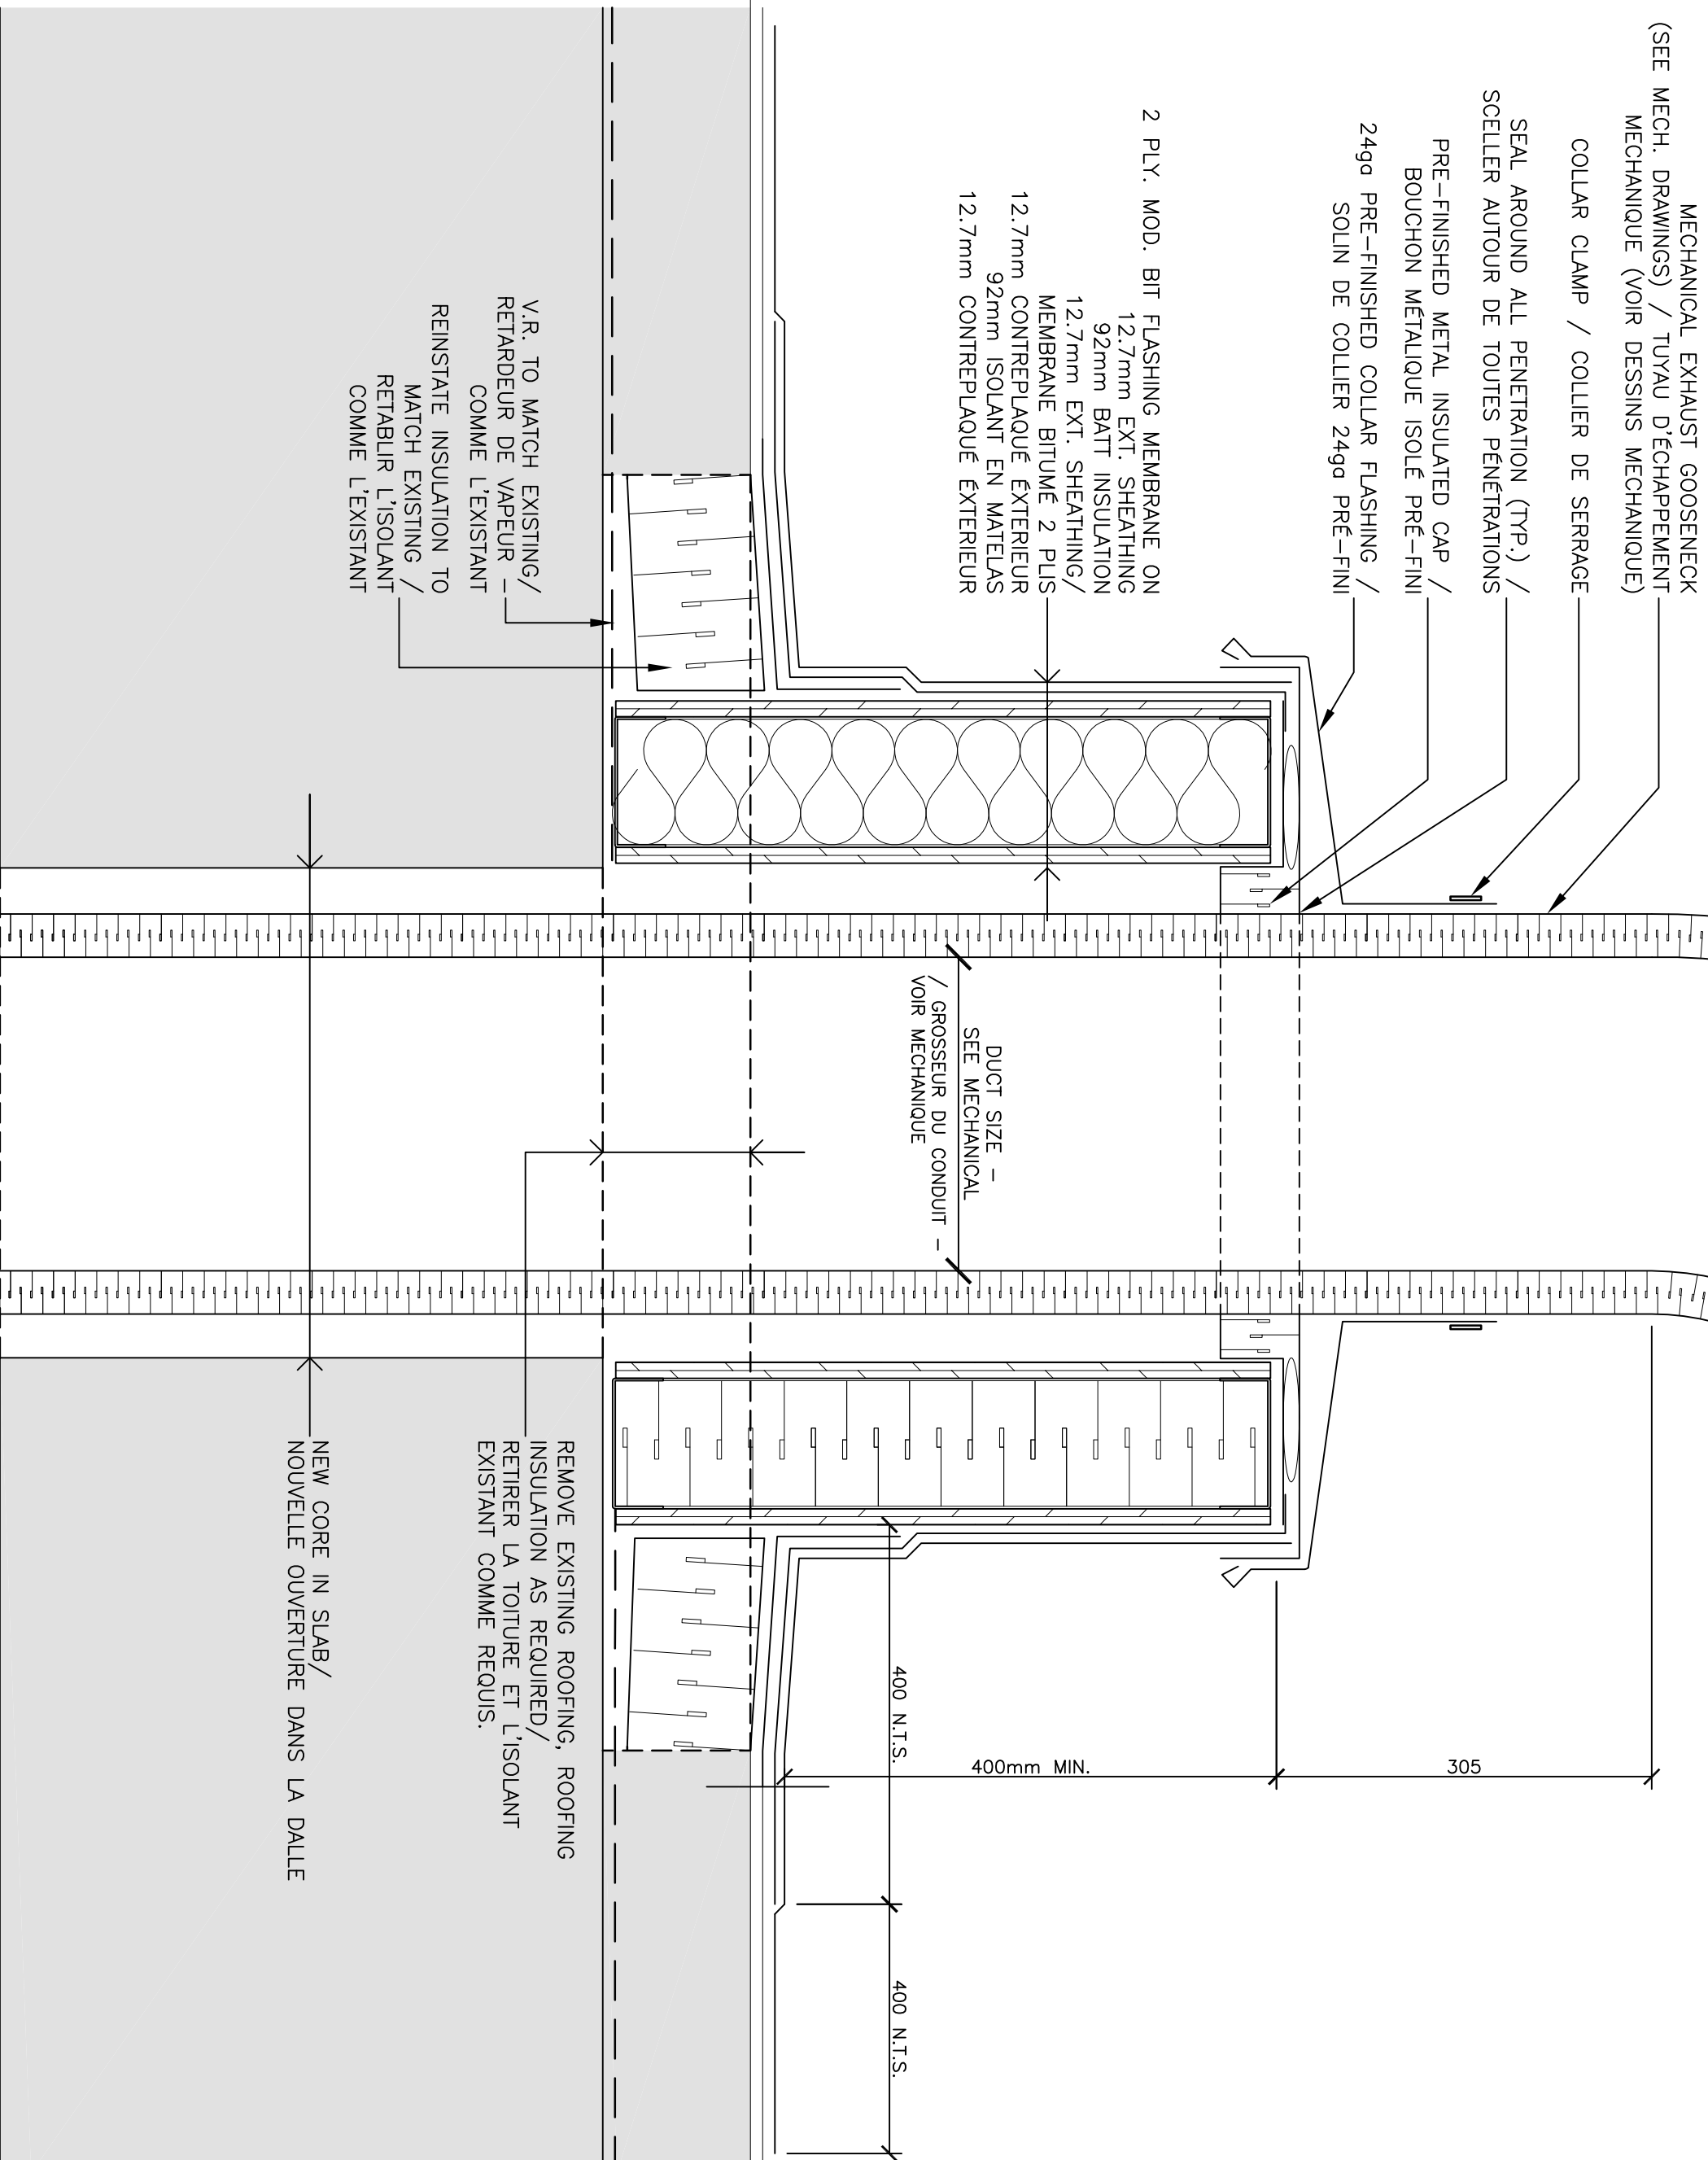 MECHANICAL EXHAUST GOOSENECK
(SEE MECH. DRAWINGS) / TUYAU D'ÉCHAPPEMENT
MECHANIQUE (VOIR DESSINS MECHANIQUE)
COLLAR CLAMP / COLLIER DE SERRAGE
SEAL AROUND ALL PENETRATION (TYP.) /
SCELLER AUTOUR DE TOUTES PÉNÉTRATIONS
PRE-FINISHED METAL INSULATED CAP /
BOUCHON MÉTALIQUE ISOLÉ PRÉ-FINI
24ga PRE-FINISHED COLLAR FLASHING /
SOLIN DE COLLIER 24ga PRÉ-FINI
2 PLY. MOD. BIT FLASHING MEMBRANE ON
12.7mm EXT. SHEATHING
92mm BATT INSULATION
12.7mm EXT. SHEATHING/
MEMBRANE BITUMÉ 2 PLIS
12.7mm CONTREPLAQUÉ ÉXTERIEUR
92mm ISOLANT EN MATELAS
12.7mm CONTREPLAQUÉ ÉXTERIEUR
V.R. TO MATCH EXISTING/
RETARDEUR DE VAPEUR -
COMME L'EXISTANT
REINSTATE INSULATION TO
MATCH EXISTING /
RETABLIR L'ISOLANT
COMME L'EXISTANT
DUCT SIZE -
SEE MECHANICAL
/ GROSSEUR DU CONDUIT -
VOIR MECHANIQUE
305
400mm MIN.
400 N.T.S.
400 N.T.S.
REMOVE EXISTING ROOFING, ROOFING
INSULATION AS REQUIRED/
RETIRER LA TOITURE ET L'ISOLANT
EXISTANT COMME REQUIS.
NEW CORE IN SLAB/
NOUVELLE OUVERTURE DANS LA DALLE